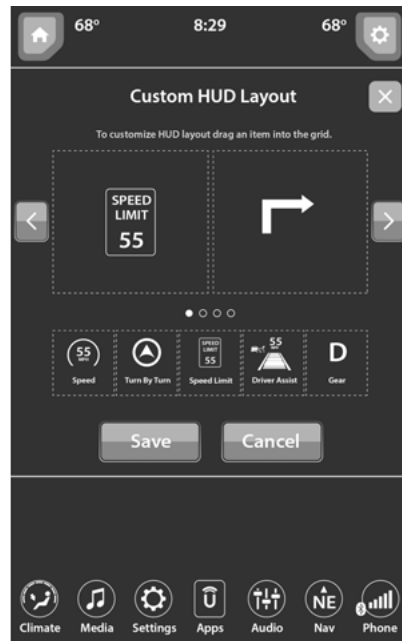 68° 8:29 68°
Custom HUD Layout
To customize HUD layout drag an item into the grid.
SPEED
LIMIT
55
55
MPH
Speed
Turn By Turn
SPEED
LIMIT
55
Speed Limit
55
Driver Assist
D
Gear
Save Cancel
NE
Climate Media Settings Apps Audio Nav Phone